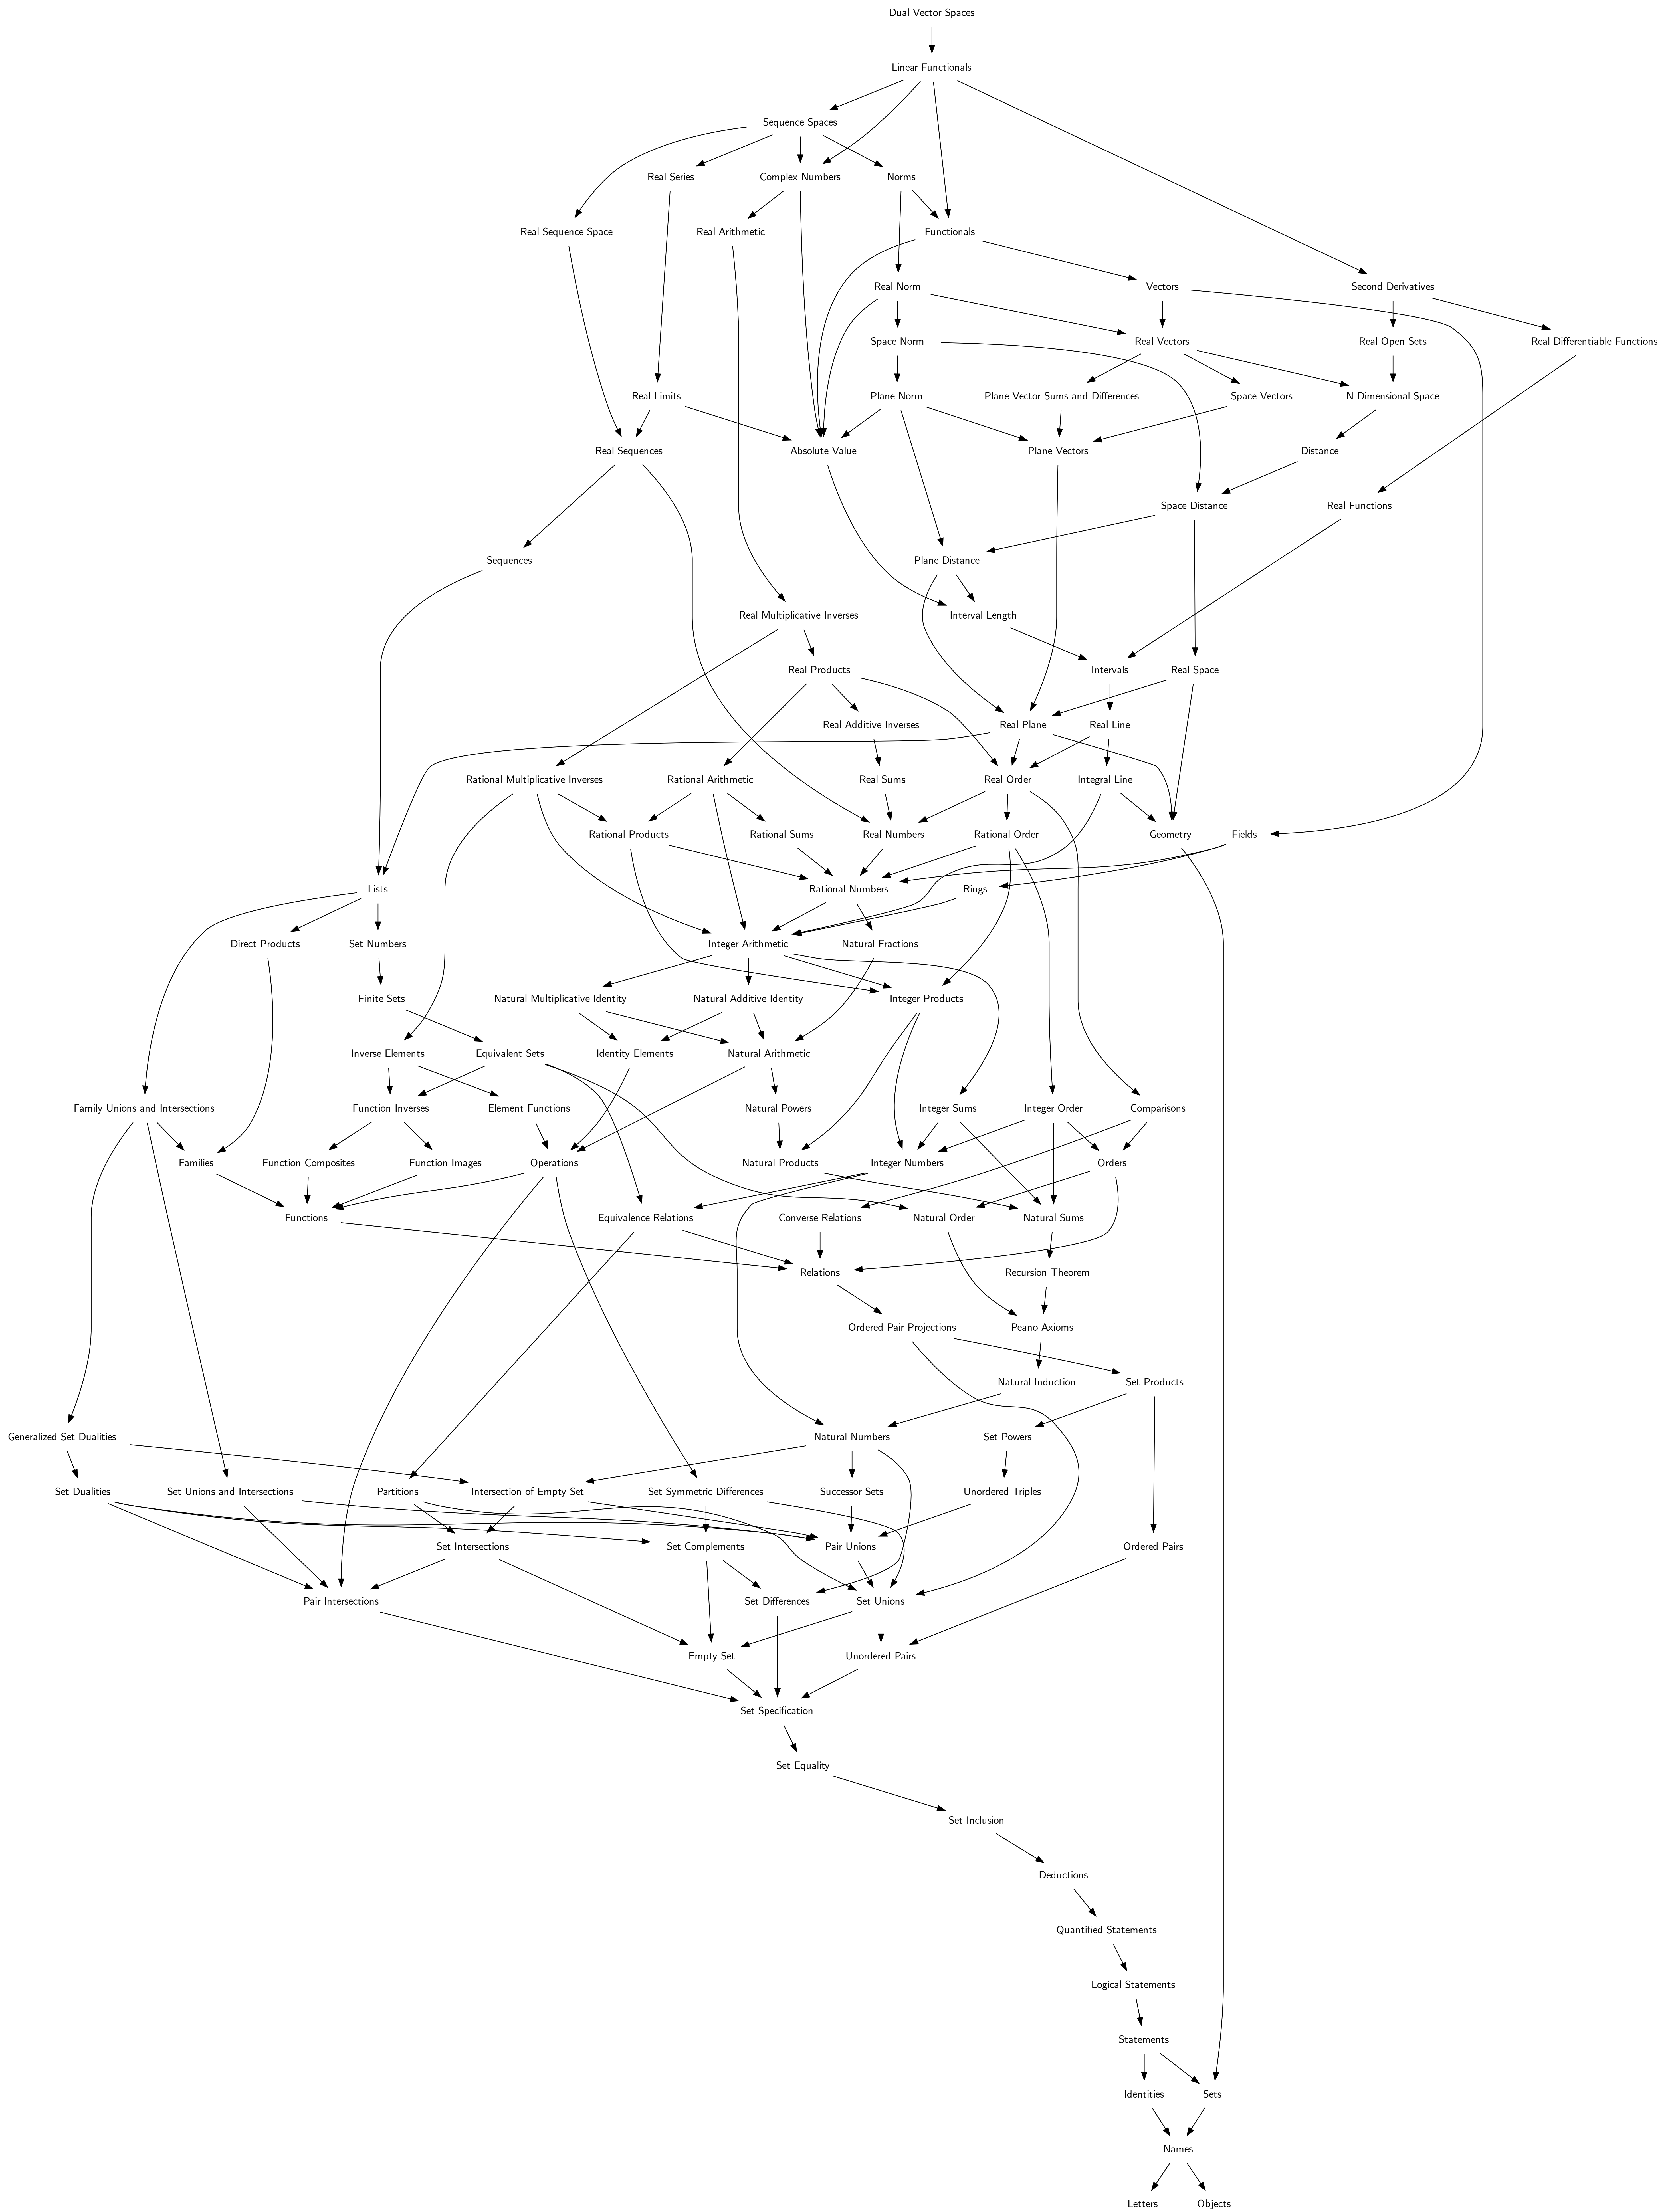 Dual Vector Spaces
Linear Functionals
Sequence Spaces
Real Series
Complex Numbers
Norms
Real Sequence Space
Real Arithmetic
Functionals
Real Norm
Vectors
Second Derivatives
Space Norm
Real Vectors
Real Open Sets
Real Differentiable Functions
Real Limits
Plane Norm
Plane Vector Sums and Differences
Space Vectors
N-Dimensional Space
Real Sequences
Absolute Value
Plane Vectors
Distance
Space Distance
Real Functions
Sequences
Plane Distance
Real Multiplicative Inverses
Interval Length
Real Products
Intervals
Real Space
Real Additive Inverses
Real Plane
Real Line
Rational Multiplicative Inverses
Rational Arithmetic
Real Sums
Real Order
Integral Line
Rational Products
Rational Sums
Real Numbers
Rational Order
Geometry
Fields
Lists
Rational Numbers
Rings
Direct Products
Set Numbers
Integer Arithmetic
Natural Fractions
Finite Sets
Natural Multiplicative Identity
Natural Additive Identity
Integer Products
Inverse Elements
Equivalent Sets
Identity Elements
Natural Arithmetic
Family Unions and Intersections
Function Inverses
Element Functions
Natural Powers
Integer Sums
Integer Order
Comparisons
Families
Function Composites
Function Images
Operations
Natural Products
Integer Numbers
Orders
Functions
Equivalence Relations
Converse Relations
Natural Order
Natural Sums
Relations
Recursion Theorem
Ordered Pair Projections
Peano Axioms
Natural Induction
Set Products
Generalized Set Dualities
Natural Numbers
Set Powers
Set Dualities
Set Unions and Intersections
Partitions
Intersection of Empty Set
Set Symmetric Differences
Successor Sets
Unordered Triples
Set Intersections
Set Complements
Pair Unions
Ordered Pairs
Pair Intersections
Set Differences
Set Unions
Empty Set
Unordered Pairs
Set Specification
Set Equality
Set Inclusion
Deductions
Quantified Statements
Logical Statements
Statements
Identities
Sets
Names
Letters
Objects